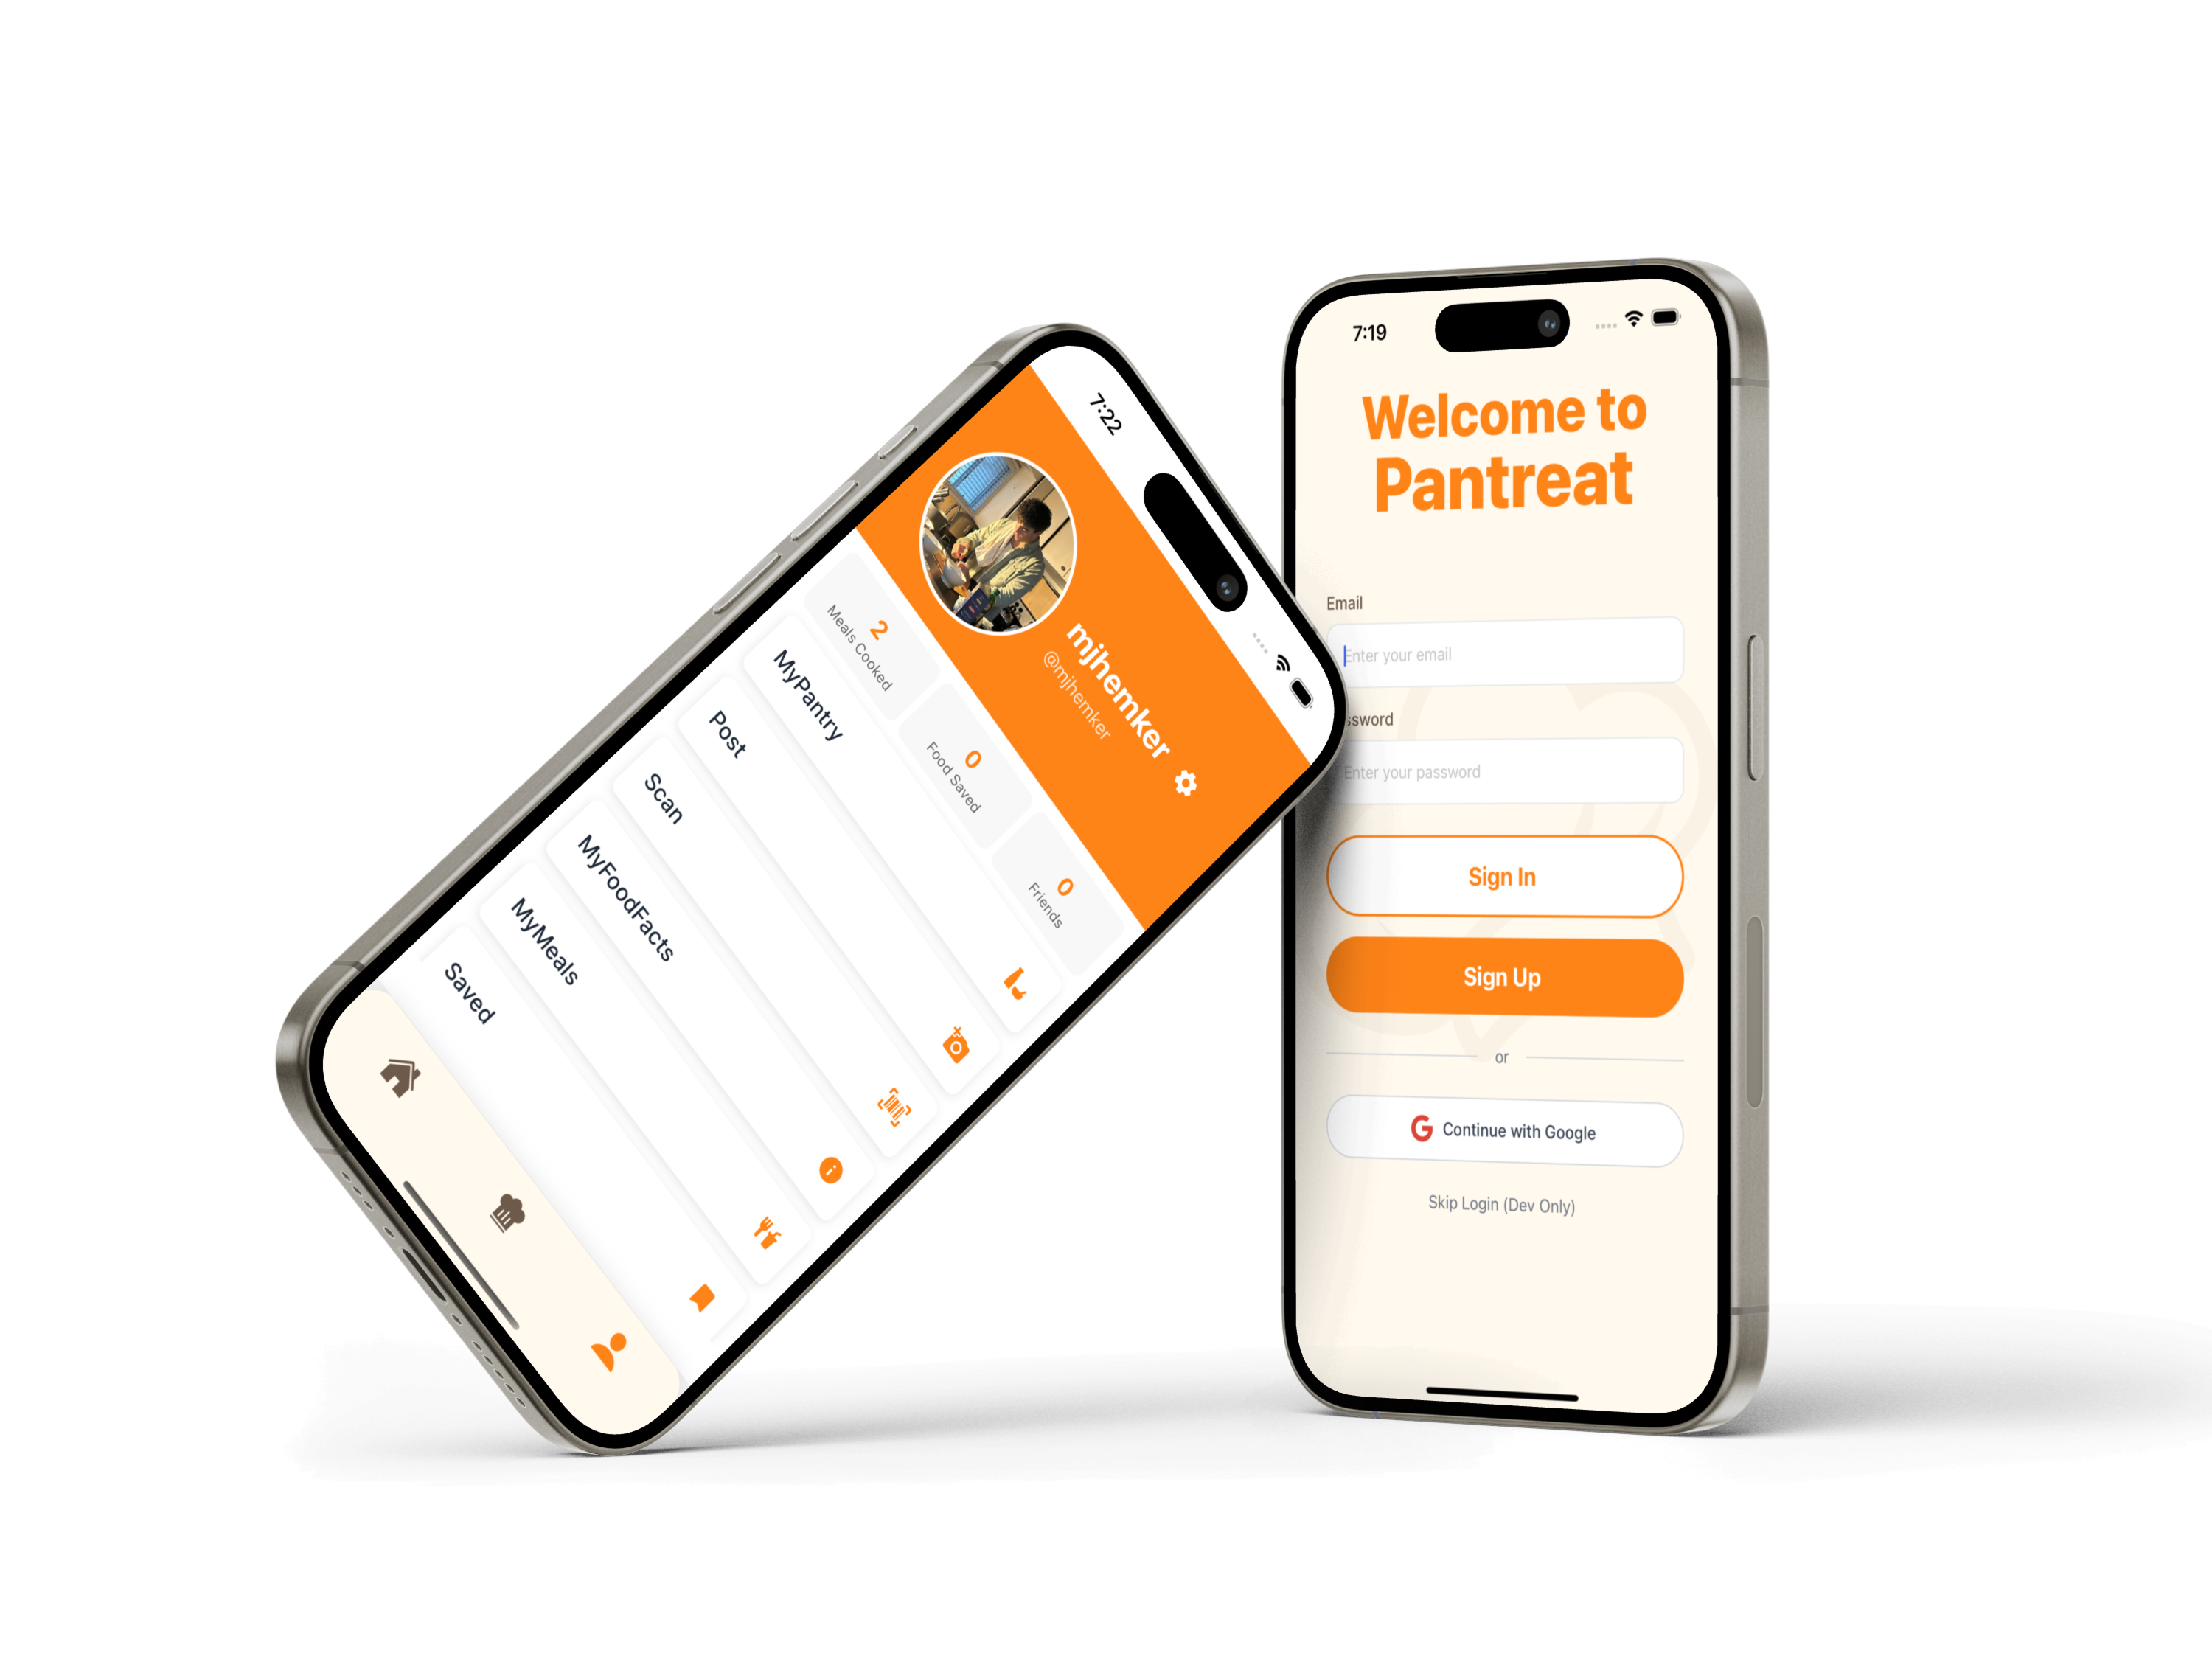 7:22
mjhemker
@mjhemker
2
Meals Cooked
0
Food Saved
0
Friends
MyPantry
Post
Scan
MyFoodFacts
MyMeals
Saved
7:19
Welcome to
Pantreat
Email
Enter your email
ssword
Enter your password
Sign In
Sign Up
or
G Continue with Google
Skip Login (Dev Only)